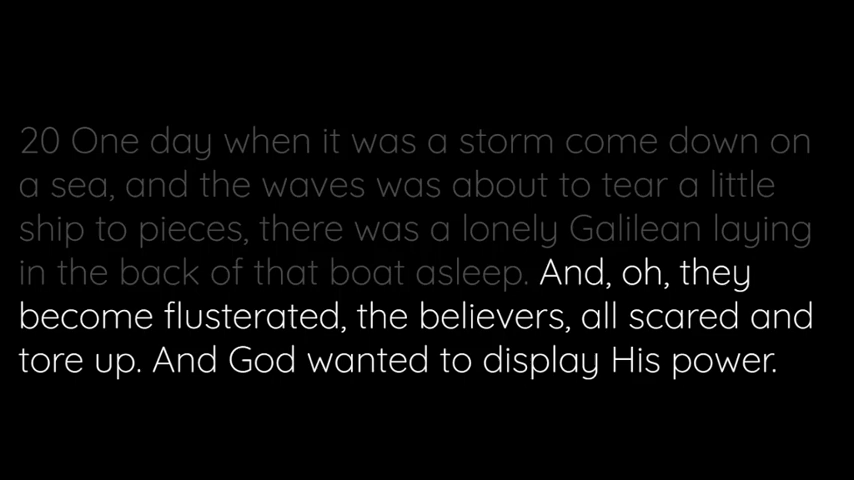 20 One day when it was a storm come down on
a sea, and the waves was about to tear a little
ship to pieces, there was a lonely Galilean laying
in the back of that boat asleep. And, oh, they
become flusterated, the believers, all scared and
tore up. And God wanted to display His power.